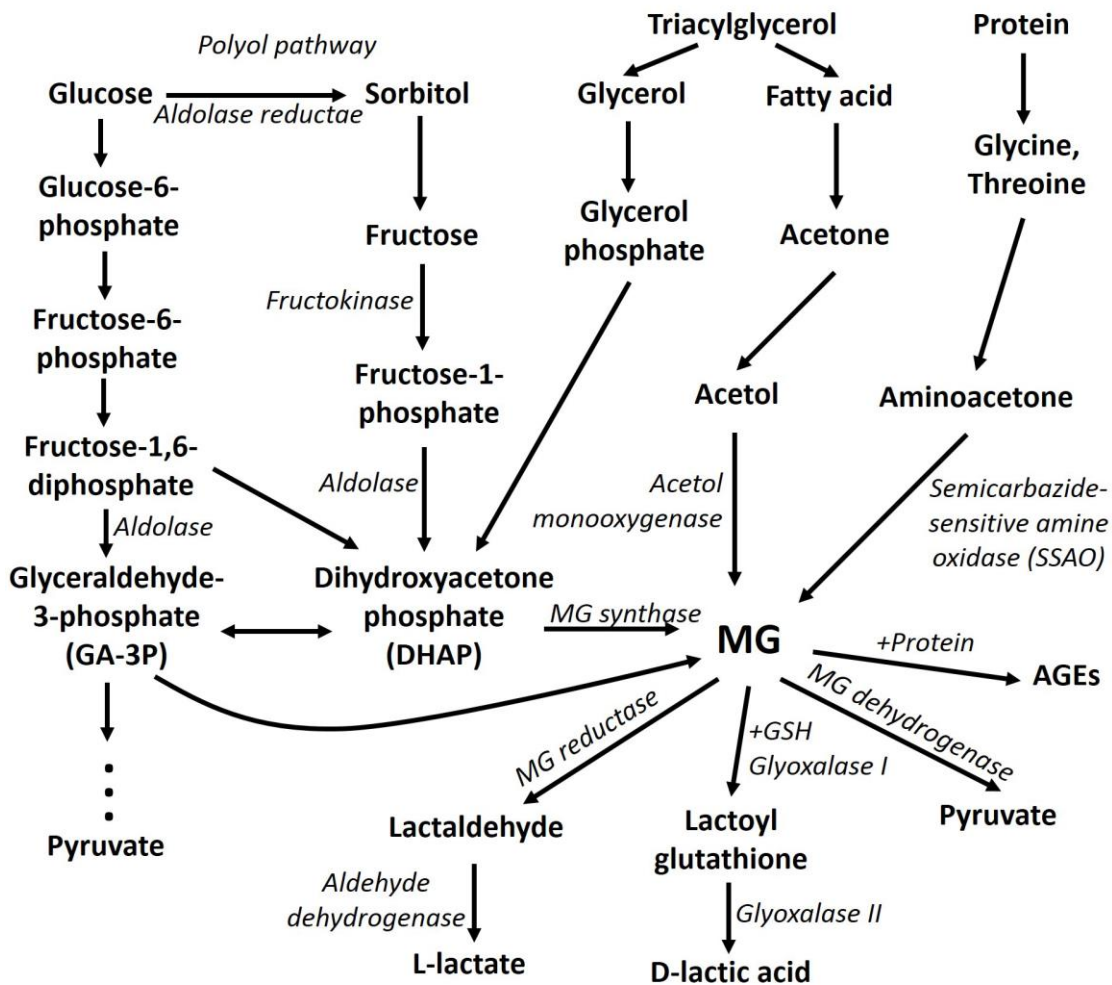 Triacylglycerol
Protein
Polyol pathway
Glucose
Aldolase reductae
Sorbitol
Glycerol
Fatty acid
Glycine,
Threoine
Glucose-6-
phosphate
Fructose
Glycerol
phosphate
Acetone
Fructokinase
Fructose-6-
phosphate
Fructose-1-
phosphate
Acetol
Aminoacetone
Fructose-1,6-
diphosphate
Aldolase
Aldolase
Acetol
monooxygenase
Semicarbazide-
sensitive amine
oxidase (SSAO)
Glyceraldehyde-
3-phosphate
(GA-3P)
Dihydroxyacetone
phosphate
(DHAP)
MG synthase
MG
+Protein
AGEs
MG reductase
+GSH
Glyoxalase I
MG dehydrogenase
Pyruvate
Lactaldehyde
Lactoyl
glutathione
Pyruvate
Aldehyde
dehydrogenase
Glyoxalase II
L-lactate
D-lactic acid